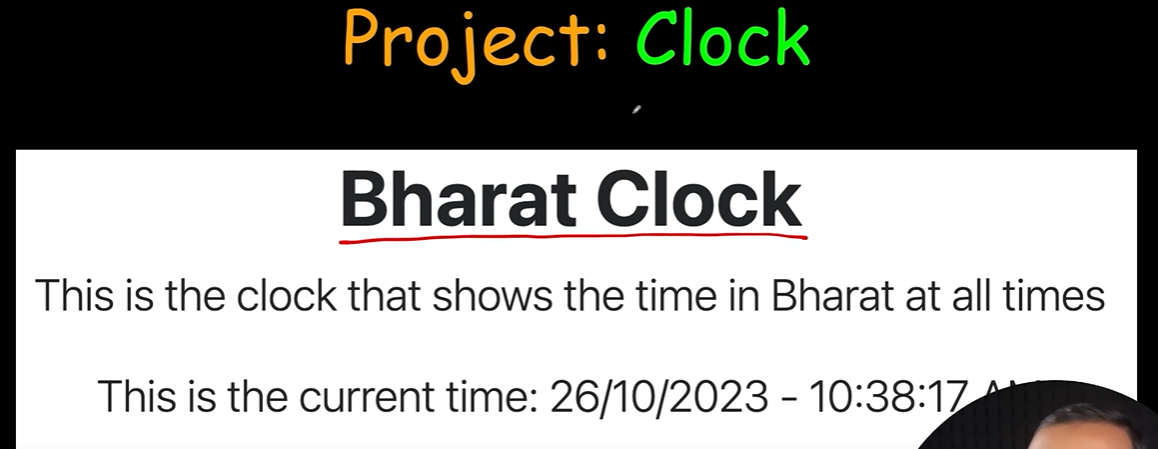 Project: Clock
Bharat Clock
This is the clock that shows the time in Bharat at all times
This is the current time: 26/10/2023 - 10:38:17